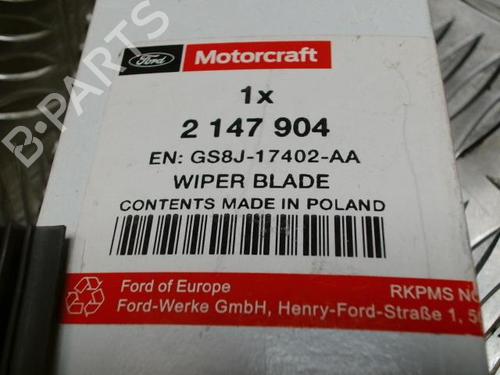 Ford Motorcraft
1x
2 147 904
EN: GS8J-17402-AA
WIPER BLADE
CONTENTS MADE IN POLAND
Ford of Europe RKPMS
Ford-Werke GmbH, Henry-Ford-Straße 1,
B-PARTS